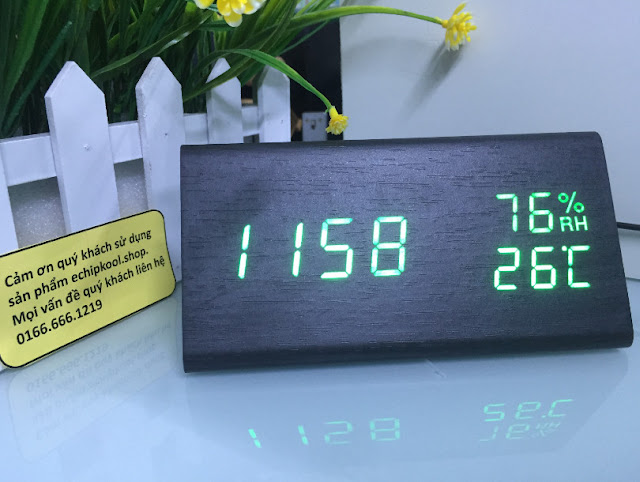 Cảm ơn quý khách sử dụng
sản phẩm echipkool.shop.
Mọi vấn đề quý khách liên hệ
0166.666.1219
1158
76%
RH
26°C